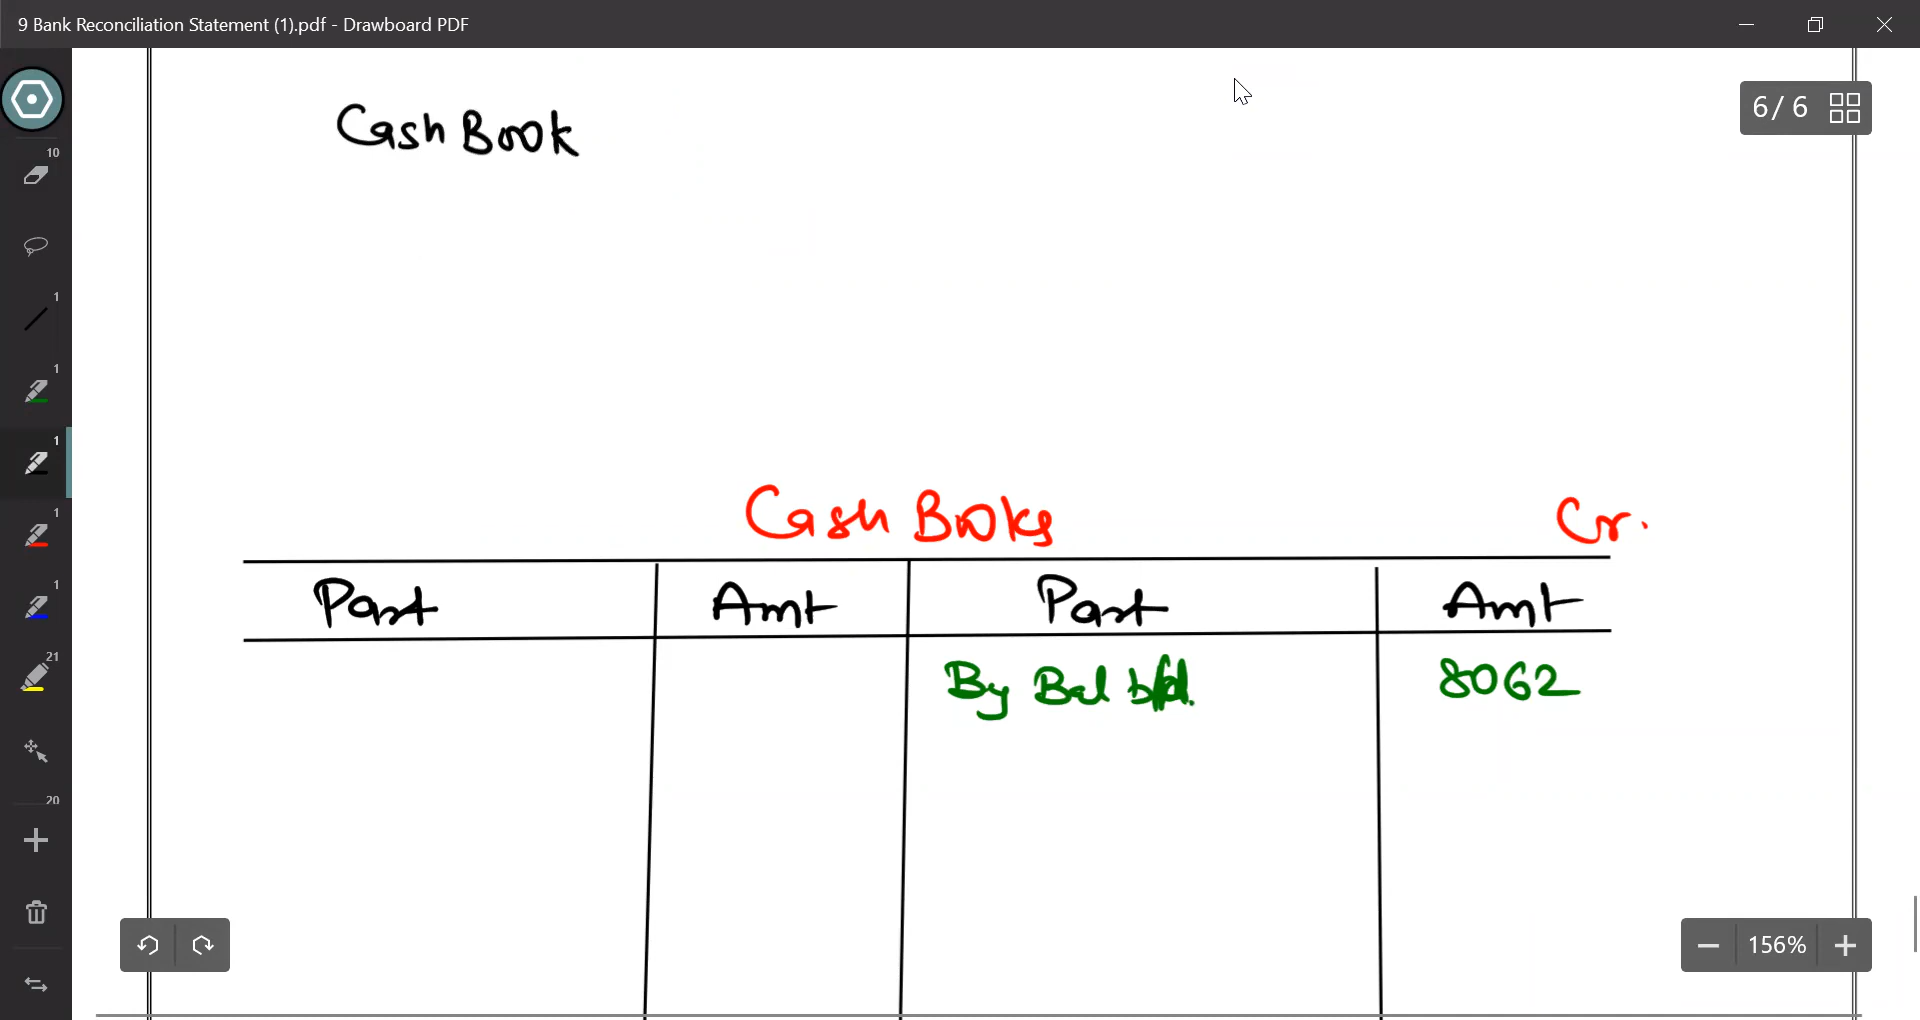 9 Bank Reconciliation Statement (1).pdf - Drawboard PDF
6 / 6
10
1
1
1
1
1
21
20
Cash Book
Cash Books Cr.
Part Amt Part Amt
By Bal b/d. 8062
156%